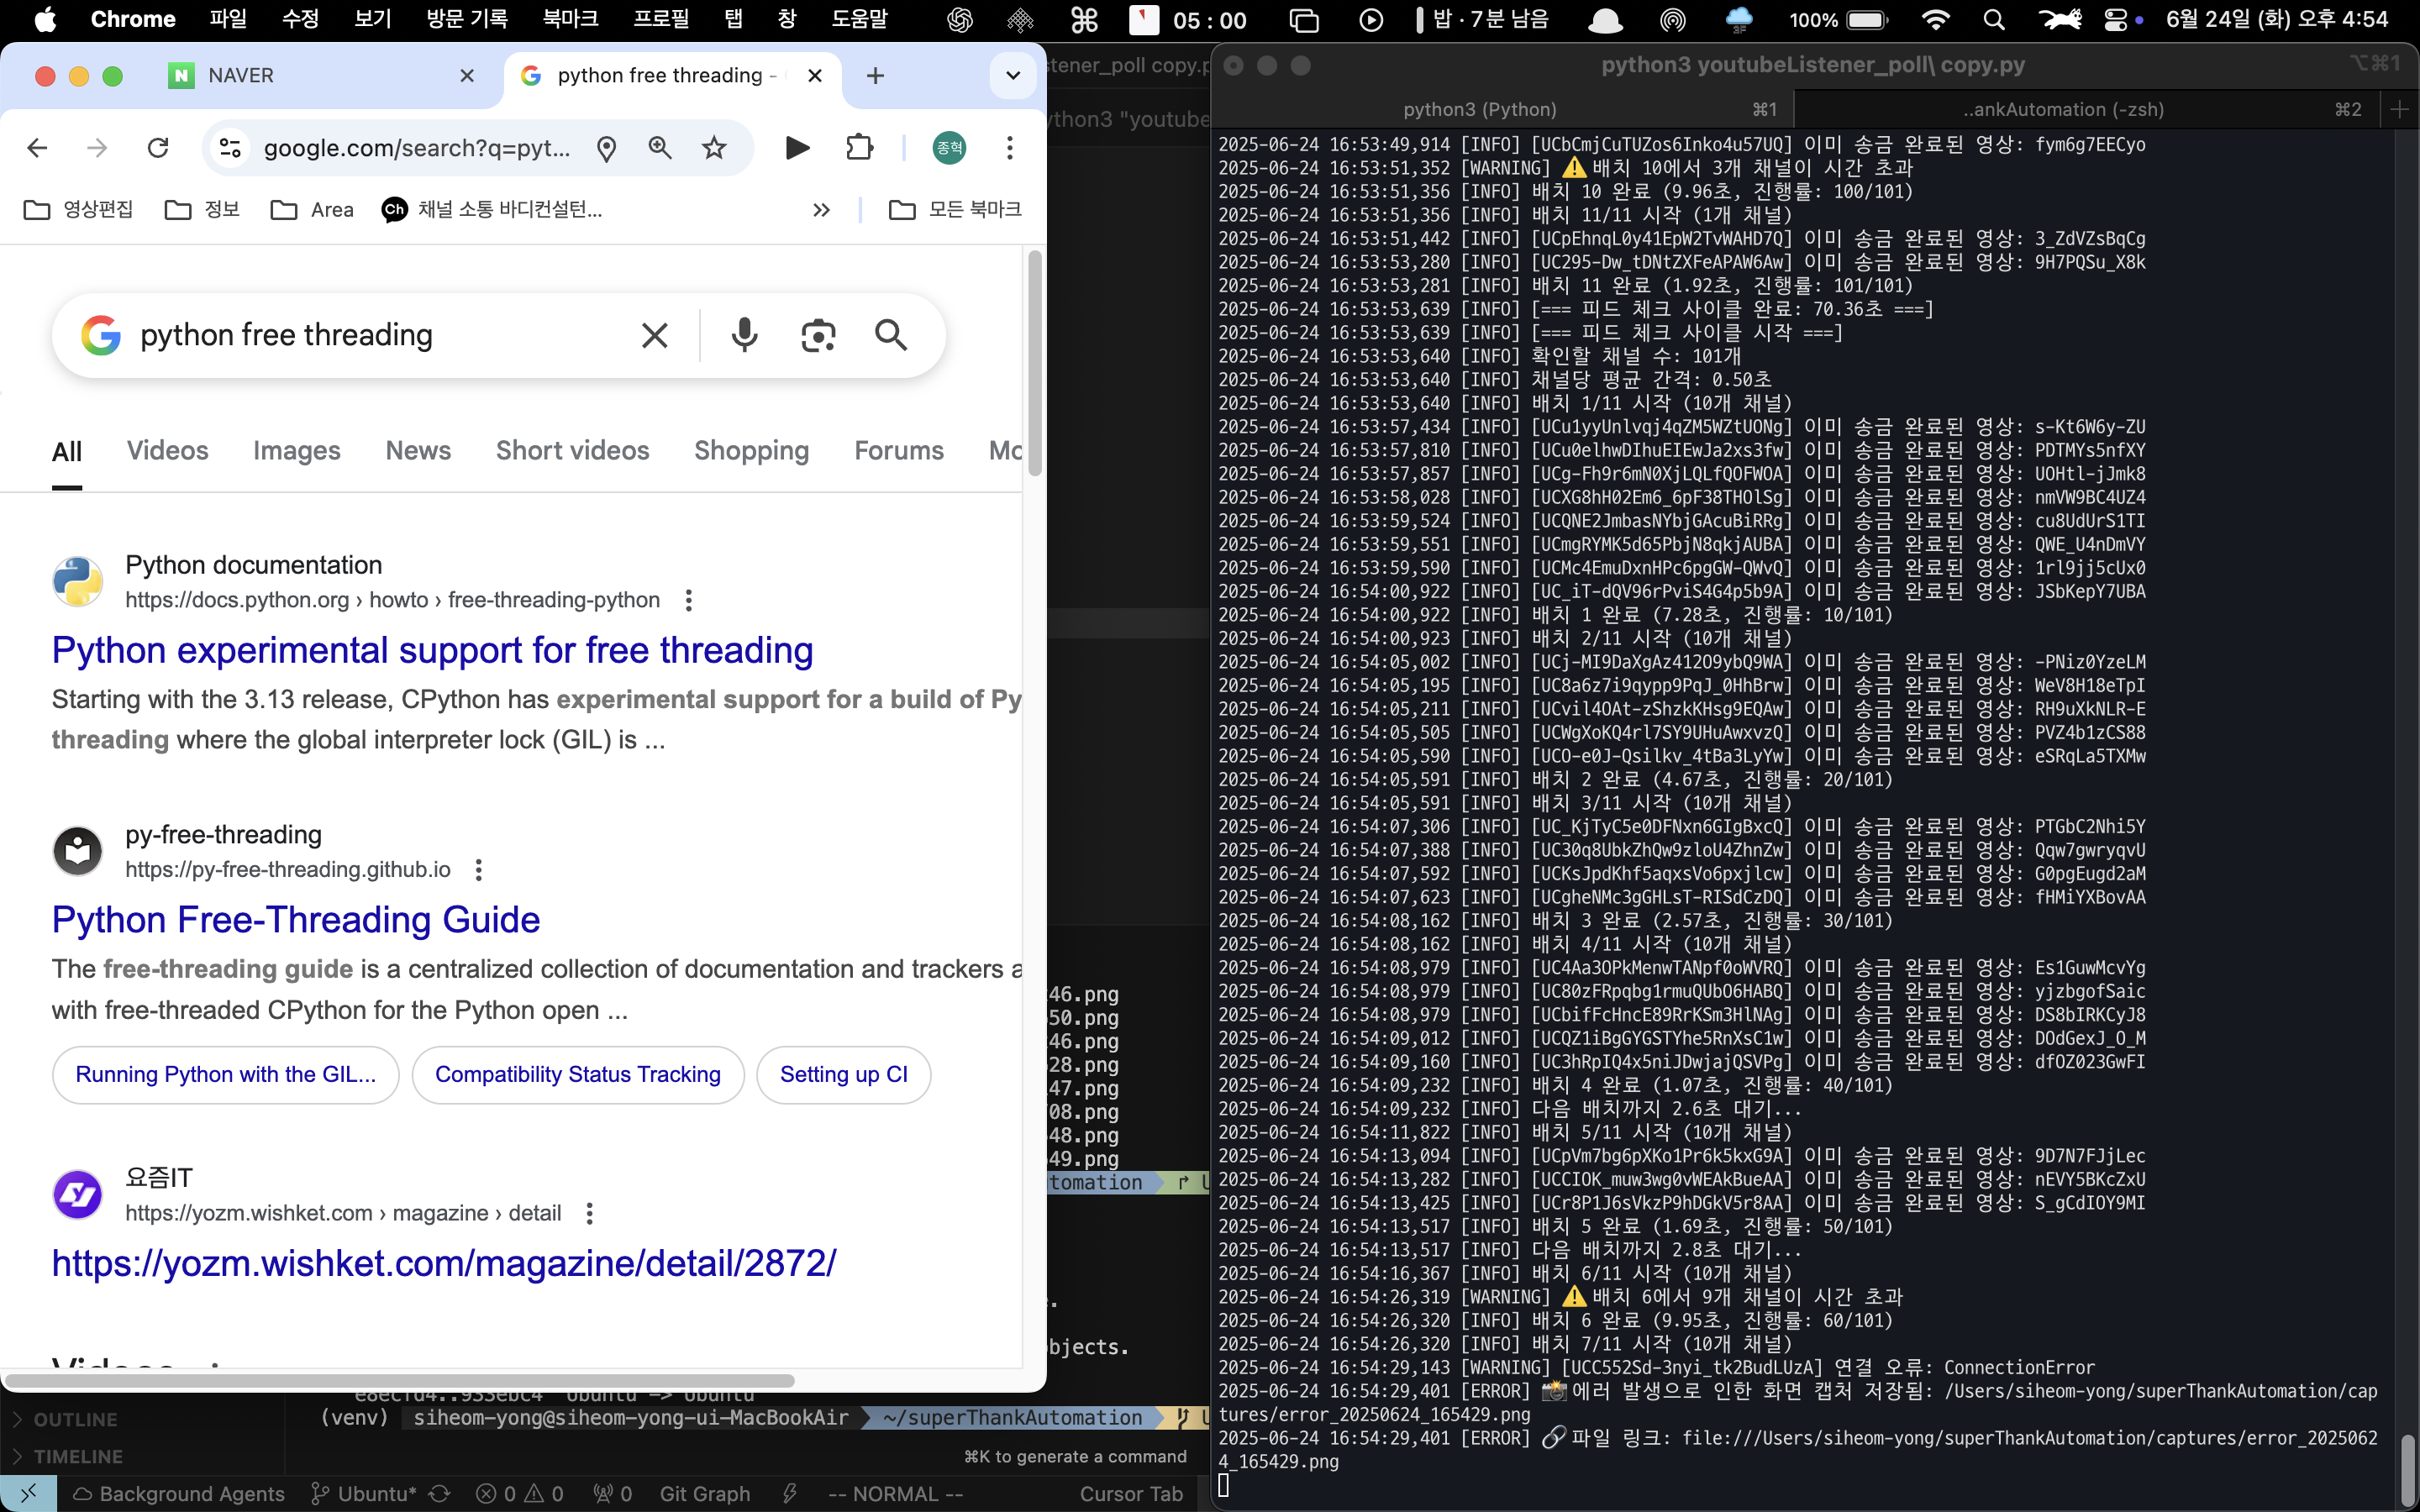 Chrome 파일 수정 보기 방문 기록 북마크 프로필 탭 창 도움말 05 : 00 밥 · 7분 남음 3F 100% 6월 24일 (화) 오후 4:54
NAVER
python free threading -
google.com/search?q=pyt...
종혁
영상편집
정보
Area
Ch 채널 소통 바디컨설턴...
모든 북마크
python free threading
All Videos Images News Short videos Shopping Forums Mo
Python documentation
https://docs.python.org › howto › free-threading-python
Python experimental support for free threading
Starting with the 3.13 release, CPython has experimental support for a build of Py
threading where the global interpreter lock (GIL) is ...
py-free-threading
https://py-free-threading.github.io
Python Free-Threading Guide
The free-threading guide is a centralized collection of documentation and trackers a
with free-threaded CPython for the Python open ...
Running Python with the GIL...
Compatibility Status Tracking
Setting up CI
요즘IT
https://yozm.wishket.com › magazine › detail
https://yozm.wishket.com/magazine/detail/2872/
stener_poll copy.p
ython3 "youtube
46.png
50.png
46.png
28.png
47.png
08.png
48.png
49.png
tomation
bjects.
(venv) siheom-yong@siheom-yong-ui-MacBookAir ~/superThankAutomation
OUTLINE
TIMELINE
⌘K to generate a command
Background Agents Ubuntu* 0 0 0 Git Graph -- NORMAL -- Cursor Tab
python3 youtubeListener_poll\ copy.py ⌥⌘1
python3 (Python) ⌘1
..ankAutomation (-zsh) ⌘2
2025-06-24 16:53:49,914 [INFO] [UCbCmjCuTUZos6Inko4u57UQ] 이미 송금 완료된 영상: fym6g7EECyo
2025-06-24 16:53:51,352 [WARNING] ⚠️ 배치 10에서 3개 채널이 시간 초과
2025-06-24 16:53:51,356 [INFO] 배치 10 완료 (9.96초, 진행률: 100/101)
2025-06-24 16:53:51,356 [INFO] 배치 11/11 시작 (1개 채널)
2025-06-24 16:53:51,442 [INFO] [UCpEhnqL0y41EpW2TvWAHD7Q] 이미 송금 완료된 영상: 3_ZdVZsBqCg
2025-06-24 16:53:53,280 [INFO] [UC295-Dw_tDNtZXFeAPAW6Aw] 이미 송금 완료된 영상: 9H7PQSu_X8k
2025-06-24 16:53:53,281 [INFO] 배치 11 완료 (1.92초, 진행률: 101/101)
2025-06-24 16:53:53,639 [INFO] [=== 피드 체크 사이클 완료: 70.36초 ===]
2025-06-24 16:53:53,639 [INFO] [=== 피드 체크 사이클 시작 ===]
2025-06-24 16:53:53,640 [INFO] 확인할 채널 수: 101개
2025-06-24 16:53:53,640 [INFO] 채널당 평균 간격: 0.50초
2025-06-24 16:53:53,640 [INFO] 배치 1/11 시작 (10개 채널)
2025-06-24 16:53:57,434 [INFO] [UCu1yyUnlvqj4qZM5WZtUONg] 이미 송금 완료된 영상: s-Kt6W6y-ZU
2025-06-24 16:53:57,810 [INFO] [UCu0elhwDIhuEIEwJa2xs3fw] 이미 송금 완료된 영상: PDTMYs5nfXY
2025-06-24 16:53:57,857 [INFO] [UCg-Fh9r6mN0XjLQLfQOFWOA] 이미 송금 완료된 영상: UOHtl-jJmk8
2025-06-24 16:53:58,028 [INFO] [UCXG8hH02Em6_6pF38THOlSg] 이미 송금 완료된 영상: nmVW9BC4UZ4
2025-06-24 16:53:59,524 [INFO] [UCQNE2JmbasNYbjGAcuBiRRg] 이미 송금 완료된 영상: cu8UdUrS1TI
2025-06-24 16:53:59,551 [INFO] [UCmgRYMK5d65PbjN8qkjAUBA] 이미 송금 완료된 영상: QWE_U4nDmVY
2025-06-24 16:53:59,590 [INFO] [UCMc4EmuDxnHPc6pgGW-QWvQ] 이미 송금 완료된 영상: 1rl9jj5cUx0
2025-06-24 16:54:00,922 [INFO] [UC_iT-dQV96rPviS4G4p5b9A] 이미 송금 완료된 영상: JSbKepY7UBA
2025-06-24 16:54:00,922 [INFO] 배치 1 완료 (7.28초, 진행률: 10/101)
2025-06-24 16:54:00,923 [INFO] 배치 2/11 시작 (10개 채널)
2025-06-24 16:54:05,002 [INFO] [UCj-MI9DaXgAz412O9ybQ9WA] 이미 송금 완료된 영상: -PNiz0YzeLM
2025-06-24 16:54:05,195 [INFO] [UC8a6z7i9qypp9PqJ_0HhBrw] 이미 송금 완료된 영상: WeV8H18eTpI
2025-06-24 16:54:05,211 [INFO] [UCvil4OAt-zShzkKHsg9EQAw] 이미 송금 완료된 영상: RH9uXkNLR-E
2025-06-24 16:54:05,505 [INFO] [UCWgXoKQ4rl7SY9UHuAwxvzQ] 이미 송금 완료된 영상: PVZ4b1zCS88
2025-06-24 16:54:05,590 [INFO] [UCO-e0J-Qsilkv_4tBa3LyYw] 이미 송금 완료된 영상: eSRqLa5TXMw
2025-06-24 16:54:05,591 [INFO] 배치 2 완료 (4.67초, 진행률: 20/101)
2025-06-24 16:54:05,591 [INFO] 배치 3/11 시작 (10개 채널)
2025-06-24 16:54:07,306 [INFO] [UC_KjTyC5e0DFNxn6GIgBxcQ] 이미 송금 완료된 영상: PTGbC2Nhi5Y
2025-06-24 16:54:07,388 [INFO] [UC30q8UbkZhQw9zloU4ZhnZw] 이미 송금 완료된 영상: Qqw7gwryqvU
2025-06-24 16:54:07,592 [INFO] [UCKsJpdKhf5aqxsVo6pxjlcw] 이미 송금 완료된 영상: G0pgEugd2aM
2025-06-24 16:54:07,623 [INFO] [UCgheNMc3gGHLsT-RISdCzDQ] 이미 송금 완료된 영상: fHMiYXBovAA
2025-06-24 16:54:08,162 [INFO] 배치 3 완료 (2.57초, 진행률: 30/101)
2025-06-24 16:54:08,162 [INFO] 배치 4/11 시작 (10개 채널)
2025-06-24 16:54:08,979 [INFO] [UC4Aa3OPkMenwTANpf0oWVRQ] 이미 송금 완료된 영상: Es1GuwMcvYg
2025-06-24 16:54:08,979 [INFO] [UC80zFRpqbg1rmuQUbO6HABQ] 이미 송금 완료된 영상: yjzbgofSaic
2025-06-24 16:54:08,979 [INFO] [UCbifFcHncE89RrKSm3HlNAg] 이미 송금 완료된 영상: DS8bIRKCyJ8
2025-06-24 16:54:09,012 [INFO] [UCQZ1iBgGYGSTYhe5RnXsC1w] 이미 송금 완료된 영상: DOdGexJ_O_M
2025-06-24 16:54:09,160 [INFO] [UC3hRpIQ4x5niJDwjajQSVPg] 이미 송금 완료된 영상: dfOZ023GwFI
2025-06-24 16:54:09,232 [INFO] 배치 4 완료 (1.07초, 진행률: 40/101)
2025-06-24 16:54:09,232 [INFO] 다음 배치까지 2.6초 대기...
2025-06-24 16:54:11,822 [INFO] 배치 5/11 시작 (10개 채널)
2025-06-24 16:54:13,094 [INFO] [UCpVm7bg6pXKo1Pr6k5kxG9A] 이미 송금 완료된 영상: 9D7N7FJjLec
2025-06-24 16:54:13,282 [INFO] [UCCIOK_muw3wg0vWEAkBueAA] 이미 송금 완료된 영상: nEVY5BKcZxU
2025-06-24 16:54:13,425 [INFO] [UCr8P1J6sVkzP9hDGkV5r8AA] 이미 송금 완료된 영상: S_gCdIOY9MI
2025-06-24 16:54:13,517 [INFO] 배치 5 완료 (1.69초, 진행률: 50/101)
2025-06-24 16:54:13,517 [INFO] 다음 배치까지 2.8초 대기...
2025-06-24 16:54:16,367 [INFO] 배치 6/11 시작 (10개 채널)
2025-06-24 16:54:26,319 [WARNING] ⚠️ 배치 6에서 9개 채널이 시간 초과
2025-06-24 16:54:26,320 [INFO] 배치 6 완료 (9.95초, 진행률: 60/101)
2025-06-24 16:54:26,320 [INFO] 배치 7/11 시작 (10개 채널)
2025-06-24 16:54:29,143 [WARNING] [UCC552Sd-3nyi_tk2BudLUzA] 연결 오류: ConnectionError
2025-06-24 16:54:29,401 [ERROR] 📸 에러 발생으로 인한 화면 캡처 저장됨: /Users/siheom-yong/superThankAutomation/cap
tures/error_20250624_165429.png
2025-06-24 16:54:29,401 [ERROR] 🔗 파일 링크: file:///Users/siheom-yong/superThankAutomation/captures/error_2025062
4_165429.png